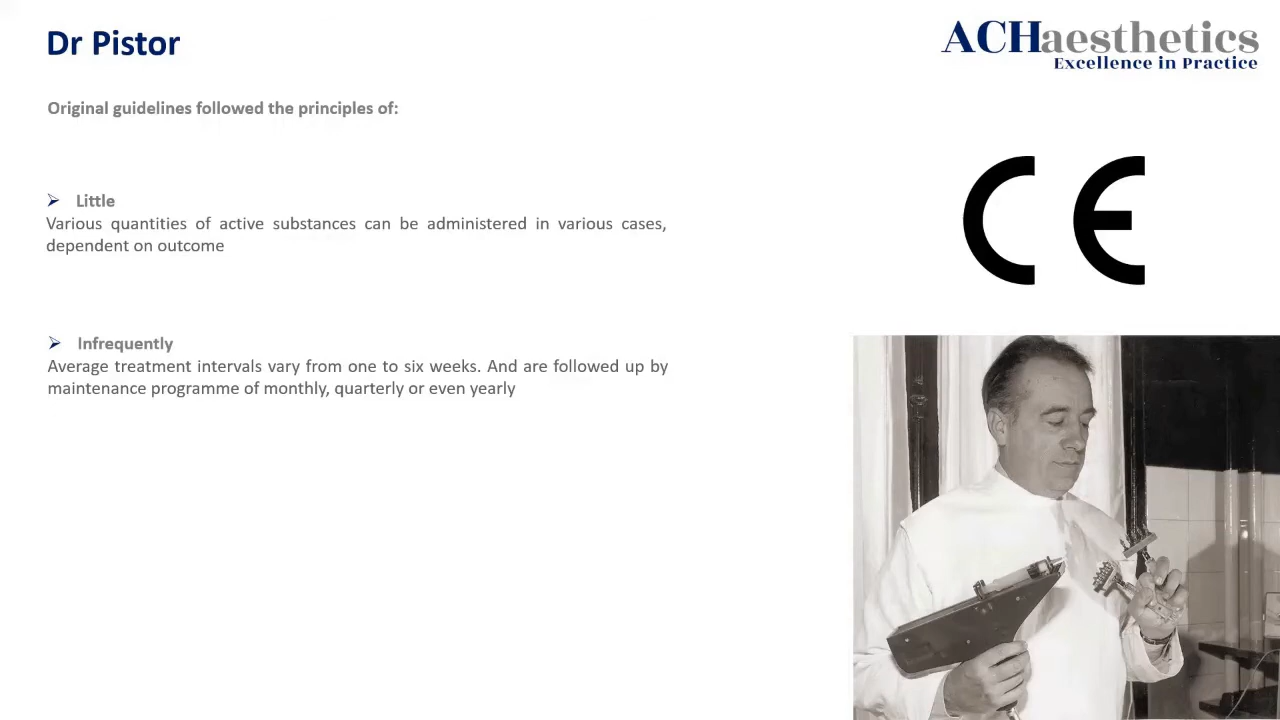 Dr Pistor
ACHaesthetics
Excellence in Practice
Original guidelines followed the principles of:
➢ Little
Various quantities of active substances can be administered in various cases,
dependent on outcome
➢ Infrequently
Average treatment intervals vary from one to six weeks. And are followed up by
maintenance programme of monthly, quarterly or even yearly
CE